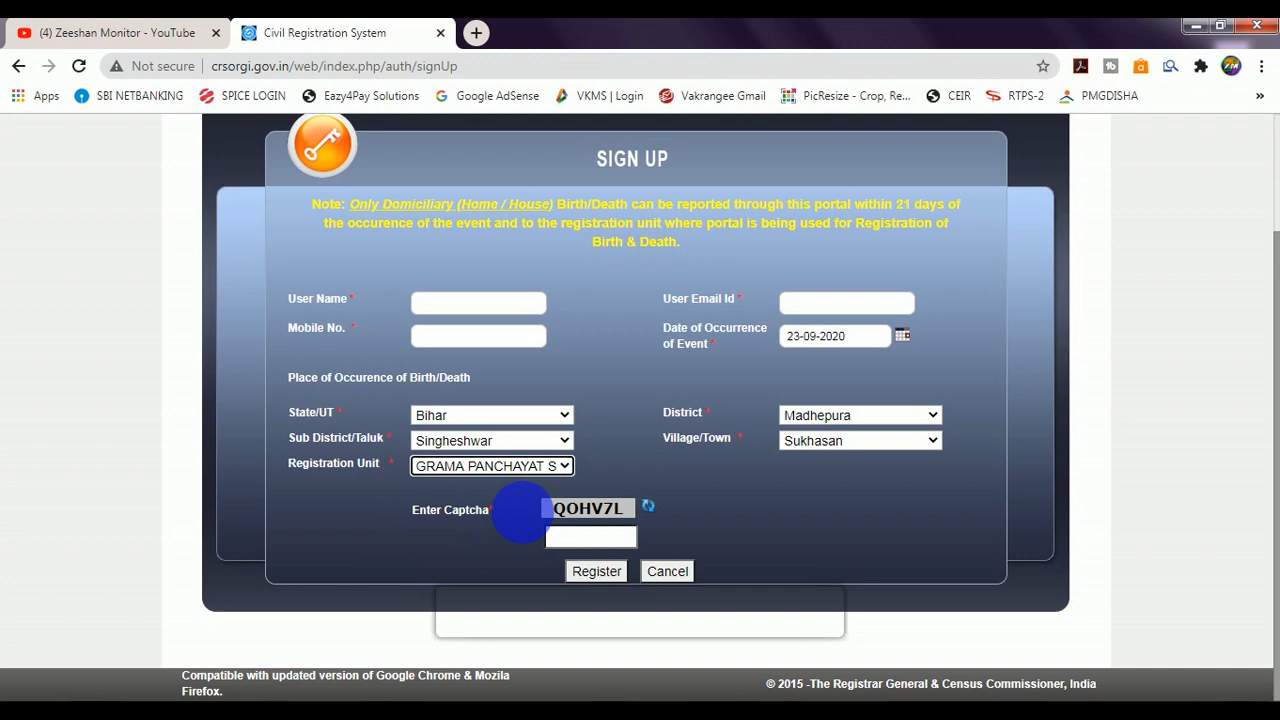 (4) Zeeshan Monitor - YouTube
Civil Registration System
Not secure
crsorgi.gov.in/web/index.php/auth/signUp
Apps
SBI NETBANKING
SPICE LOGIN
Eazy4Pay Solutions
Google AdSense
VKMS | Login
Vakrangee Gmail
PicResize - Crop, Re...
CEIR
RTPS-2
PMGDISHA
»
SIGN UP
Note: Only Domiciliary (Home / House) Birth/Death can be reported through this portal within 21 days of
the occurence of the event and to the registration unit where portal is being used for Registration of
Birth & Death.
User Name *
User Email Id *
Mobile No. *
Date of Occurrence
of Event *
23-09-2020
Place of Occurence of Birth/Death
State/UT * Bihar
District * Madhepura
Sub District/Taluk * Singheshwar
Village/Town * Sukhasan
Registration Unit * GRAMA PANCHAYAT S
Enter Captcha* QOHV7L
Register Cancel
Compatible with updated version of Google Chrome & Mozila
Firefox.
© 2015 -The Registrar General & Census Commissioner, India